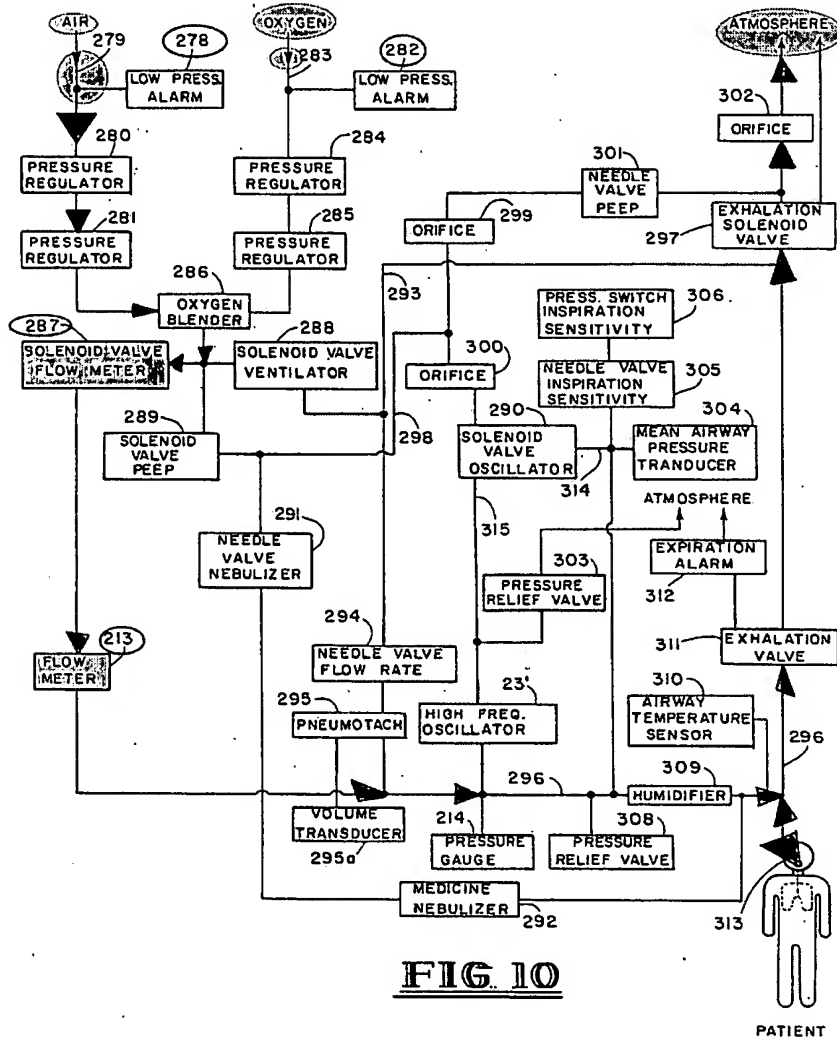 AIR
OXYGEN
ATMOSPHERE
279
278
283
282
LOW PRESS.
ALARM
LOW PRESS.
ALARM
302
ORIFICE
280
284
301
PRESSURE
REGULATOR
PRESSURE
REGULATOR
NEEDLE
VALVE
PEEP
281
285
299
ORIFICE
297
EXHALATION
SOLENOID
VALVE
PRESSURE
REGULATOR
PRESSURE
REGULATOR
286
OXYGEN
BLENDER
293
PRESS. SWITCH
INSPIRATION
SENSITIVITY
306
287
288
300
SOLENOID VALVE
FLOW METER
SOLENOID VALVE
VENTILATOR
ORIFICE
NEEDLE VALVE
INSPIRATION
SENSITIVITY
305
289
298
290
304
SOLENOID
VALVE PEEP
SOLENOID
VALVE
OSCILLATOR
314
MEAN AIRWAY
PRESSURE
TRANDUCER
315
ATMOSPHERE
291
NEEDLE
VALVE
NEBULIZER
303
PRESSURE
RELIEF VALVE
EXPIRATION
ALARM
312
294
311
NEEDLE VALVE
FLOW RATE
EXHALATION
VALVE
213
FLOW
METER
295
PNEUMOTACH
23'
HIGH FREQ.
OSCILLATOR
310
AIRWAY
TEMPERATURE
SENSOR
296
296
309
HUMIDIFIER
VOLUME
TRANSDUCER
295a
214
PRESSURE
GAUGE
308
PRESSURE
RELIEF VALVE
MEDICINE
NEBULIZER
292
313
FIG 10
PATIENT